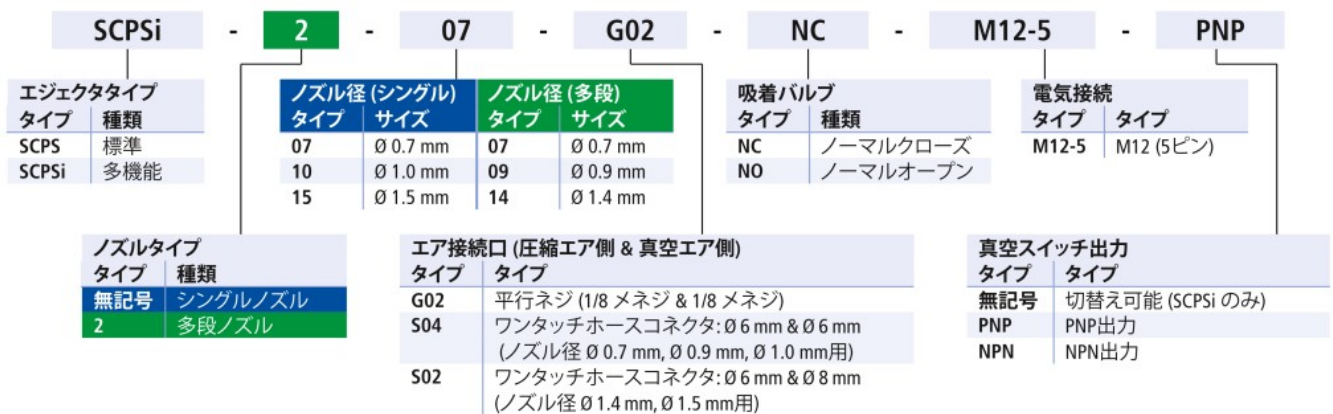 SCPSi - 2 - 07 - G02 - NC - M12-5 - PNP
エジェクタタイプ
タイプ 種類
SCPS 標準
SCPSi 多機能
ノズル径 (シングル) ノズル径 (多段)
タイプ サイズ タイプ サイズ
07 Ø 0.7 mm 07 Ø 0.7 mm
10 Ø 1.0 mm 09 Ø 0.9 mm
15 Ø 1.5 mm 14 Ø 1.4 mm
吸着バルブ
タイプ 種類
NC ノーマルクローズ
NO ノーマルオープン
電気接続
タイプ タイプ
M12-5 M12 (5ピン)
ノズルタイプ
タイプ 種類
無記号 シングルノズル
2 多段ノズル
エア接続口 (圧縮エア側 & 真空エア側)
タイプ タイプ
G02 平行ネジ (1/8 メネジ & 1/8 メネジ)
S04 ワンタッチホースコネクタ: Ø 6 mm & Ø 6 mm
(ノズル径 Ø 0.7 mm, Ø 0.9 mm, Ø 1.0 mm用)
S02 ワンタッチホースコネクタ: Ø 6 mm & Ø 8 mm
(ノズル径 Ø 1.4 mm, Ø 1.5 mm用)
真空スイッチ出力
タイプ タイプ
無記号 切替え可能 (SCPSi のみ)
PNP PNP出力
NPN NPN出力